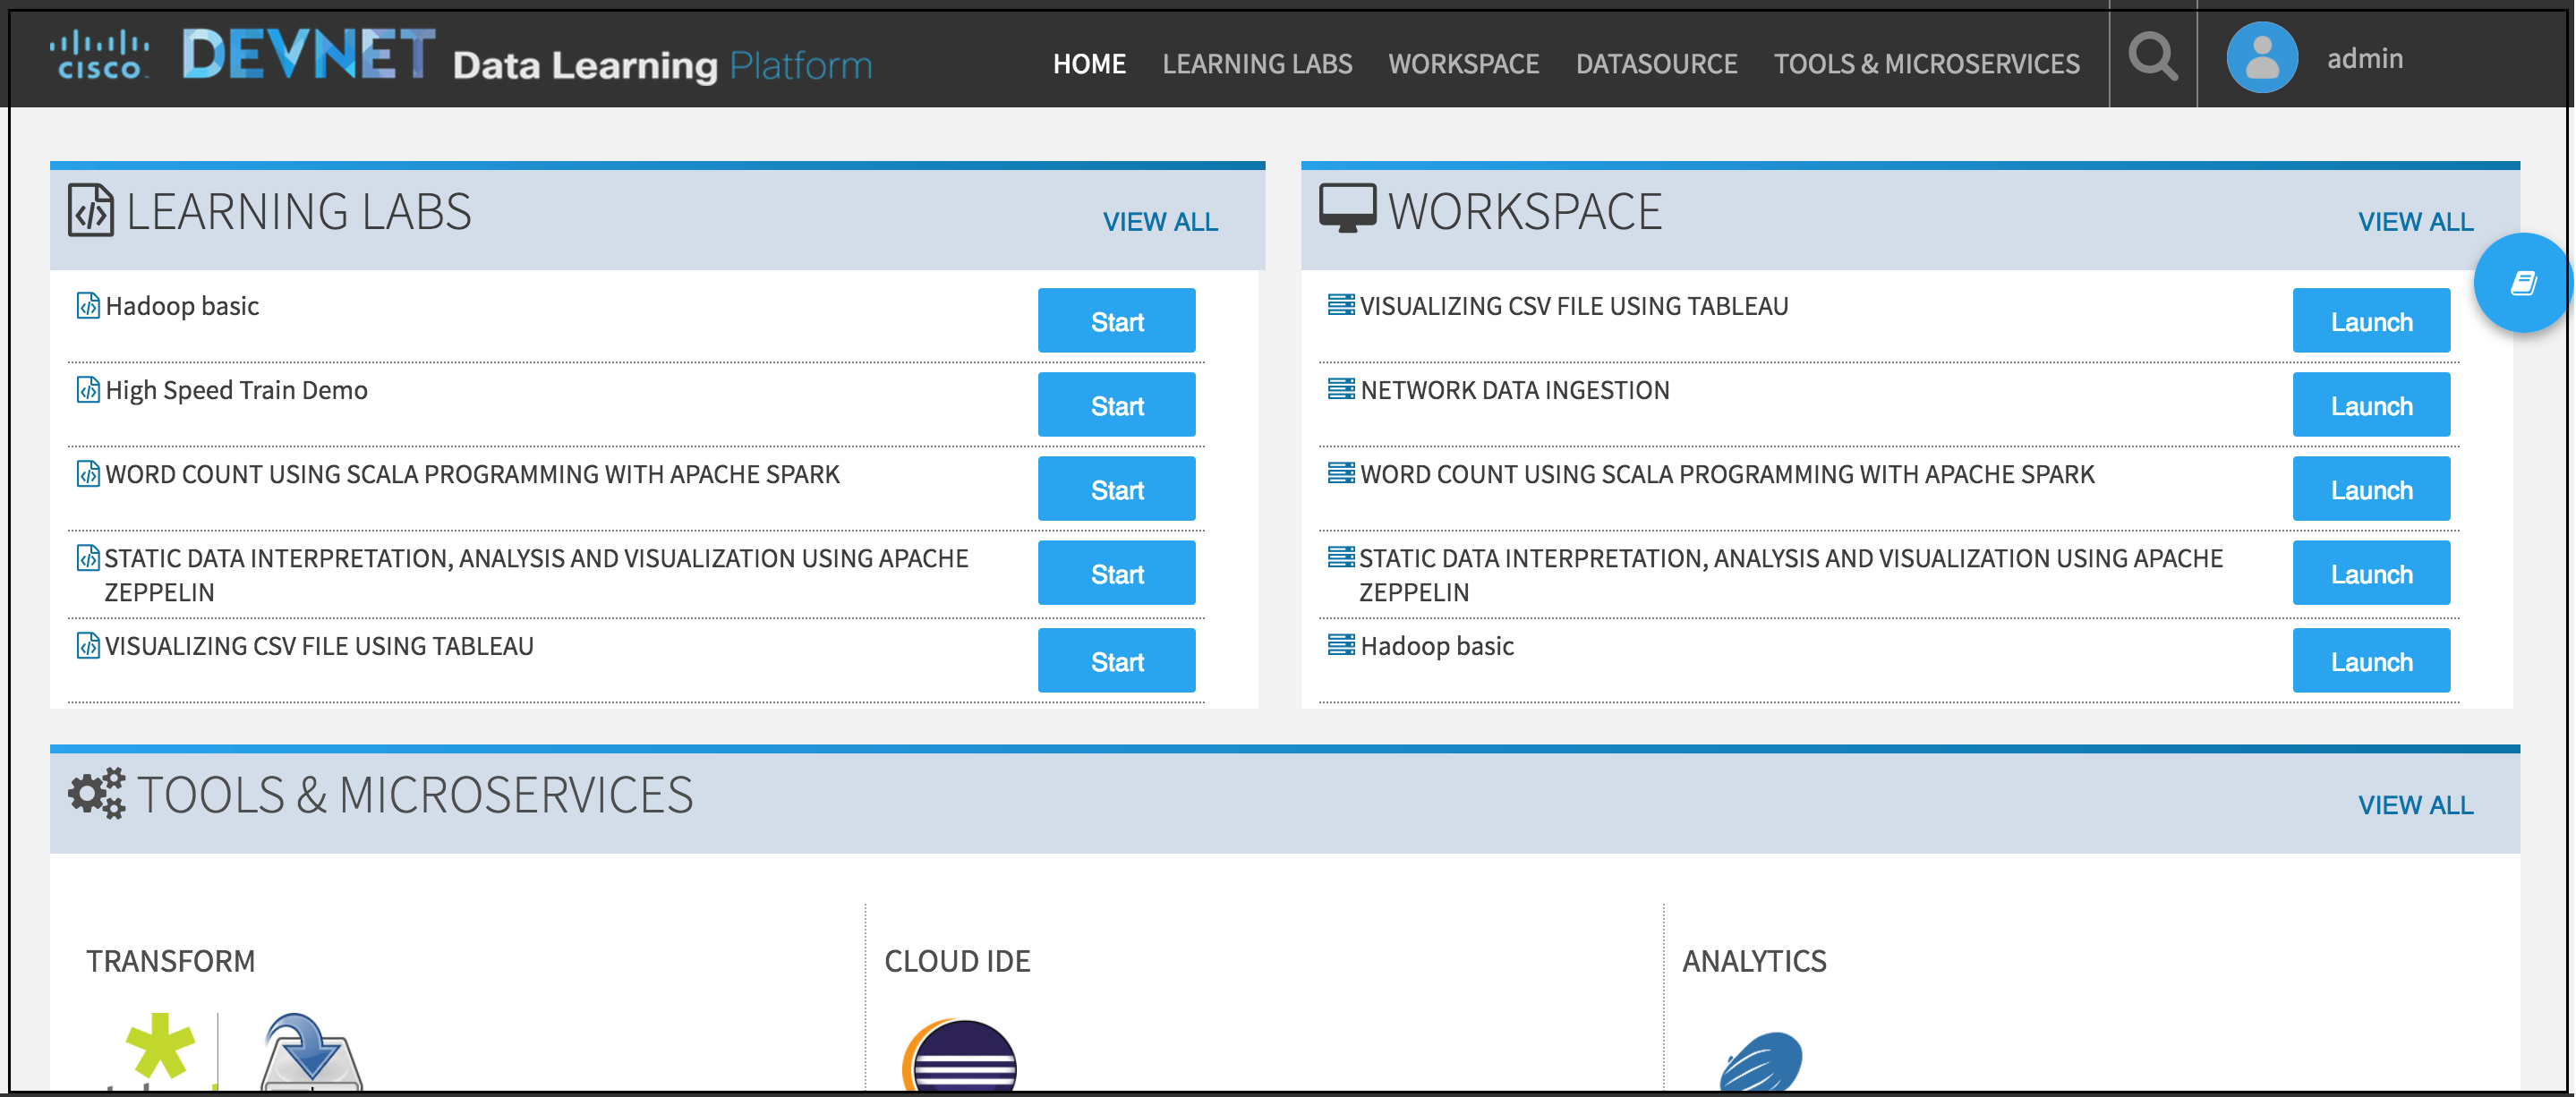 CISCO DEVNET Data Learning Platform
HOME LEARNING LABS WORKSPACE DATASOURCE TOOLS & MICROSERVICES admin
LEARNING LABS
VIEW ALL
Hadoop basic
Start
High Speed Train Demo
Start
WORD COUNT USING SCALA PROGRAMMING WITH APACHE SPARK
Start
STATIC DATA INTERPRETATION, ANALYSIS AND VISUALIZATION USING APACHE
ZEPPELIN
Start
VISUALIZING CSV FILE USING TABLEAU
Start
WORKSPACE
VIEW ALL
VISUALIZING CSV FILE USING TABLEAU
Launch
NETWORK DATA INGESTION
Launch
WORD COUNT USING SCALA PROGRAMMING WITH APACHE SPARK
Launch
STATIC DATA INTERPRETATION, ANALYSIS AND VISUALIZATION USING APACHE
ZEPPELIN
Launch
Hadoop basic
Launch
TOOLS & MICROSERVICES
VIEW ALL
TRANSFORM
CLOUD IDE
ANALYTICS